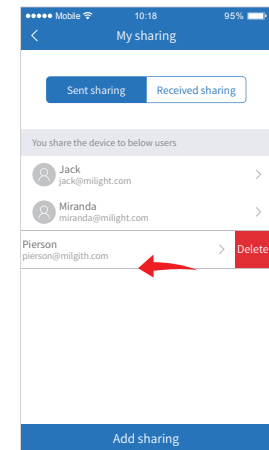 Mobile 10:18 95%
My sharing
Sent sharing Received sharing
You share the device to below users
Jack
jack@milight.com
Miranda
miranda@milight.com
Pierson
pierson@milgith.com
Delete
Add sharing